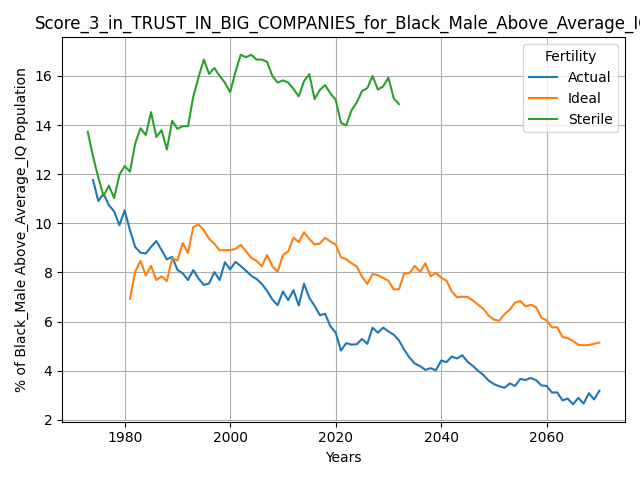 Score_3_in_TRUST_IN_BIG_COMPANIES_for_Black_Male_Above_Average_IQ
% of Black_Male Above_Average_IQ Population
16
14
12
10
8
6
4
2
Fertility
Actual
Ideal
Sterile
1980
2000
2020
2040
2060
Years